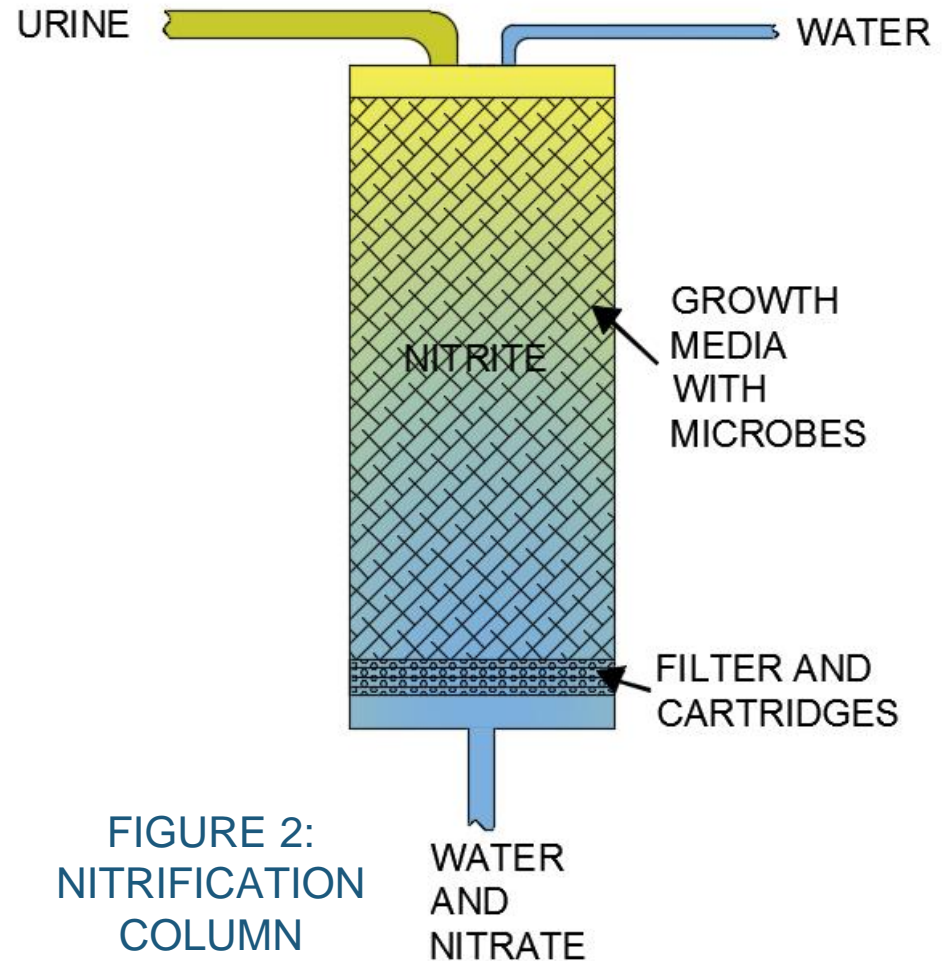 URINE
WATER
GROWTH
MEDIA
WITH
MICROBES
NITRITE
FILTER AND
CARTRIDGES
FIGURE 2:
NITRIFICATION
COLUMN
WATER
AND
NITRATE